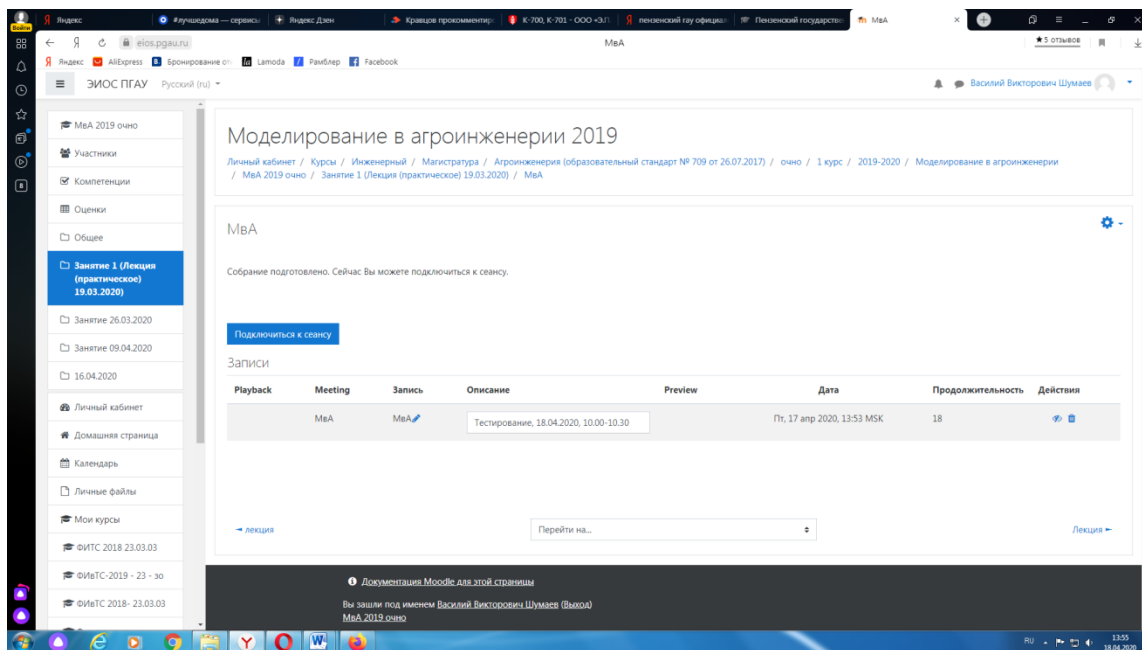 Войти
Яндекс
#лучшедома — сервисы
Яндекс Дзен
Кравцов прокомментир
К-700, К-701 - ООО «З.Г
пензенский гау официал
Пензенский государстве
МвА
eios.pgau.ru
МвА
5 отзывов
Яндекс
AliExpress
Бронирование от
Lamoda
Рамблер
Facebook
ЭИОС ПГАУ
Русский (ru)
Василий Викторович Шумаев
МвА 2019 очно
Участники
Компетенции
Оценки
Общее
Занятие 1 (Лекция
(практическое)
19.03.2020)
Занятие 26.03.2020
Занятие 09.04.2020
16.04.2020
Личный кабинет
Домашняя страница
Календарь
Личные файлы
Мои курсы
ФИТС 2018 23.03.03
ФИвТС-2019 - 23 - зо
ФИвТС 2018- 23.03.03
Моделирование в агроинженерии 2019
Личный кабинет / Курсы / Инженерный / Магистратура / Агроинженерия (образовательный стандарт № 709 от 26.07.2017) / очно / 1 курс / 2019-2020 / Моделирование в агроинженерии
/ МвА 2019 очно / Занятие 1 (Лекция (практическое) 19.03.2020) / МвА
МвА
Собрание подготовлено. Сейчас Вы можете подключиться к сеансу.
Подключиться к сеансу
Записи
Playback Meeting Запись Описание Preview Дата Продолжительность Действия
МвА МвА Тестирование, 18.04.2020, 10.00-10.30 Пт, 17 апр 2020, 13:53 MSK 18
◄ лекция
Перейти на...
Лекция ►
Документация Moodle для этой страницы
Вы зашли под именем Василий Викторович Шумаев (Выход)
МвА 2019 очно
RU
13:55
18.04.2020